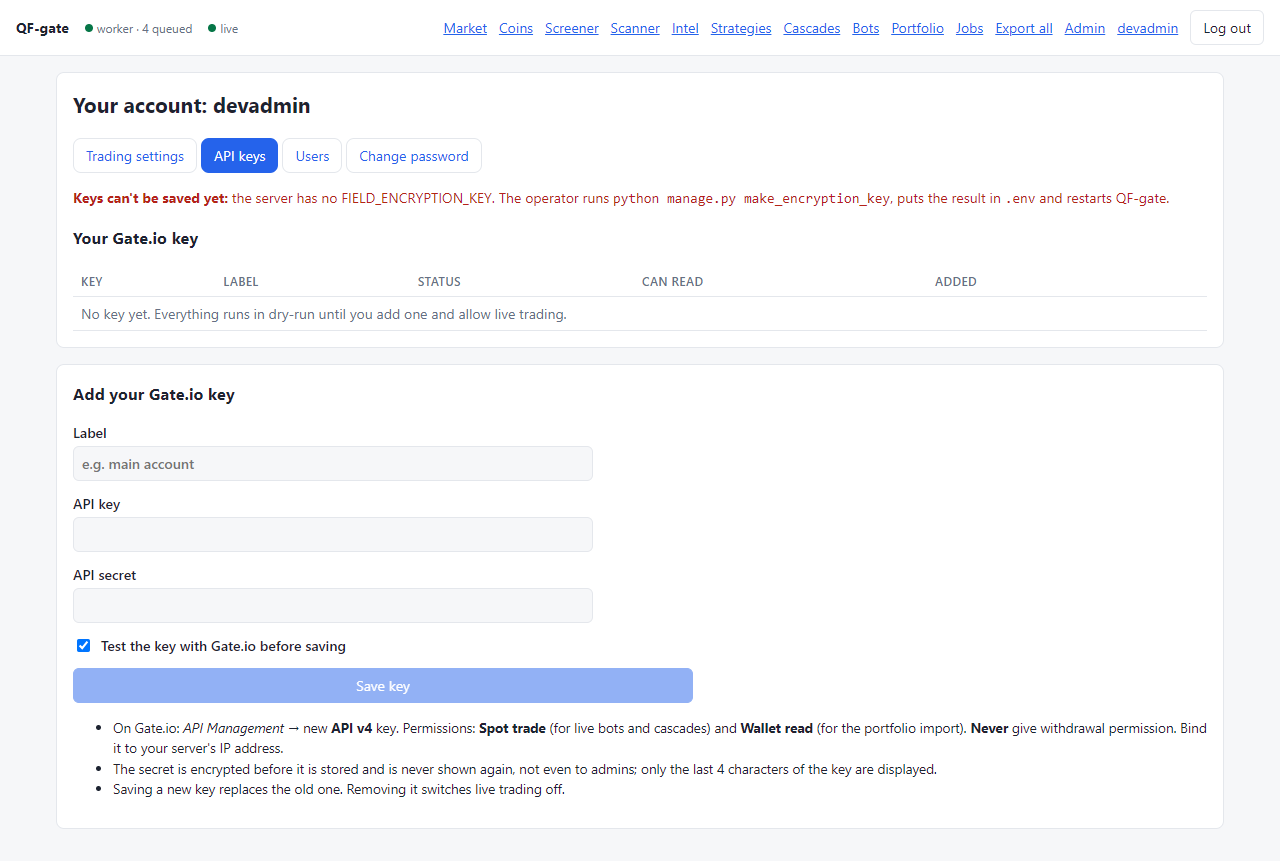 QF-gate worker · 4 queued live Market Coins Screener Scanner Intel Strategies Cascades Bots Portfolio Jobs Export all Admin devadmin Log out
Your account: devadmin
Trading settings API keys Users Change password
Keys can't be saved yet: the server has no FIELD_ENCRYPTION_KEY. The operator runs python manage.py make_encryption_key, puts the result in .env and restarts QF-gate.
Your Gate.io key
KEY LABEL STATUS CAN READ ADDED
No key yet. Everything runs in dry-run until you add one and allow live trading.
Add your Gate.io key
Label
e.g. main account
API key
API secret
Test the key with Gate.io before saving
Save key
• On Gate.io: API Management → new API v4 key. Permissions: Spot trade (for live bots and cascades) and Wallet read (for the portfolio import). Never give withdrawal permission. Bind
it to your server's IP address.
• The secret is encrypted before it is stored and is never shown again, not even to admins; only the last 4 characters of the key are displayed.
• Saving a new key replaces the old one. Removing it switches live trading off.